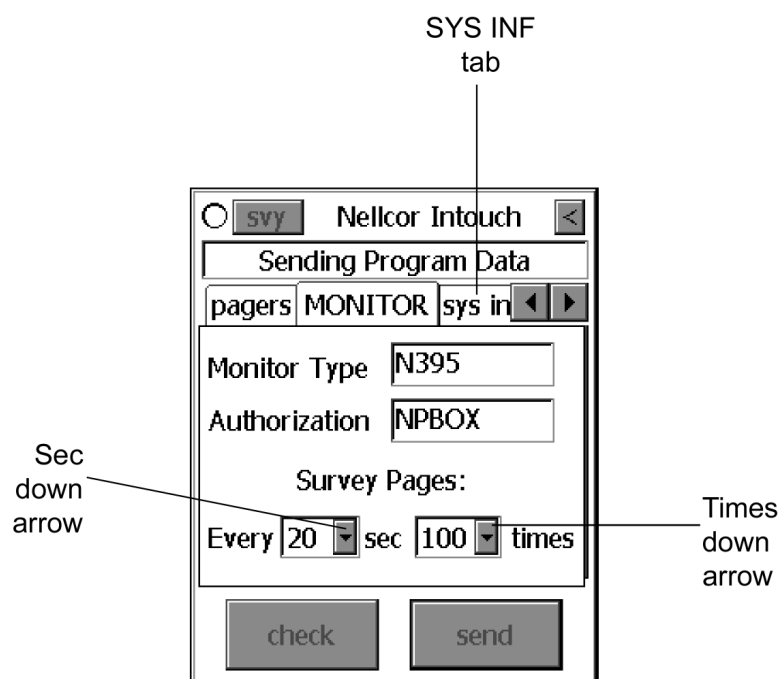 SYS INF
tab
svy Nellcor Intouch <
Sending Program Data
pagers MONITOR sys in
Monitor Type N395
Authorization NPBOX
Sec
down
arrow
Survey Pages:
Every 20 sec 100 times
Times
down
arrow
check send